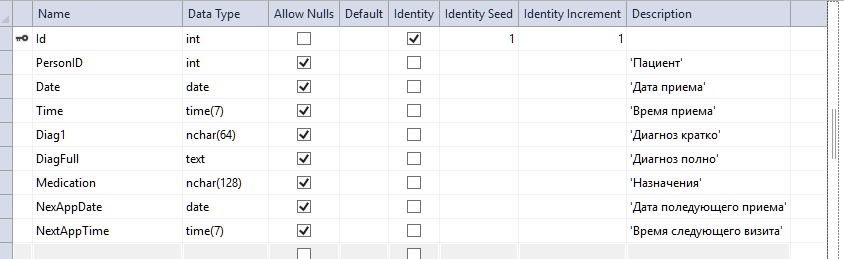 Name Data Type Allow Nulls Default Identity Identity Seed Identity Increment Description
Id int 1 1
PersonID int 'Пациент'
Date date 'Дата приема'
Time time(7) 'Время приема'
Diag1 nchar(64) 'Диагноз кратко'
DiagFull text 'Диагноз полно'
Medication nchar(128) 'Назначения'
NexAppDate date 'Дата поледующего приема'
NextAppTime time(7) 'Время следующего визита'